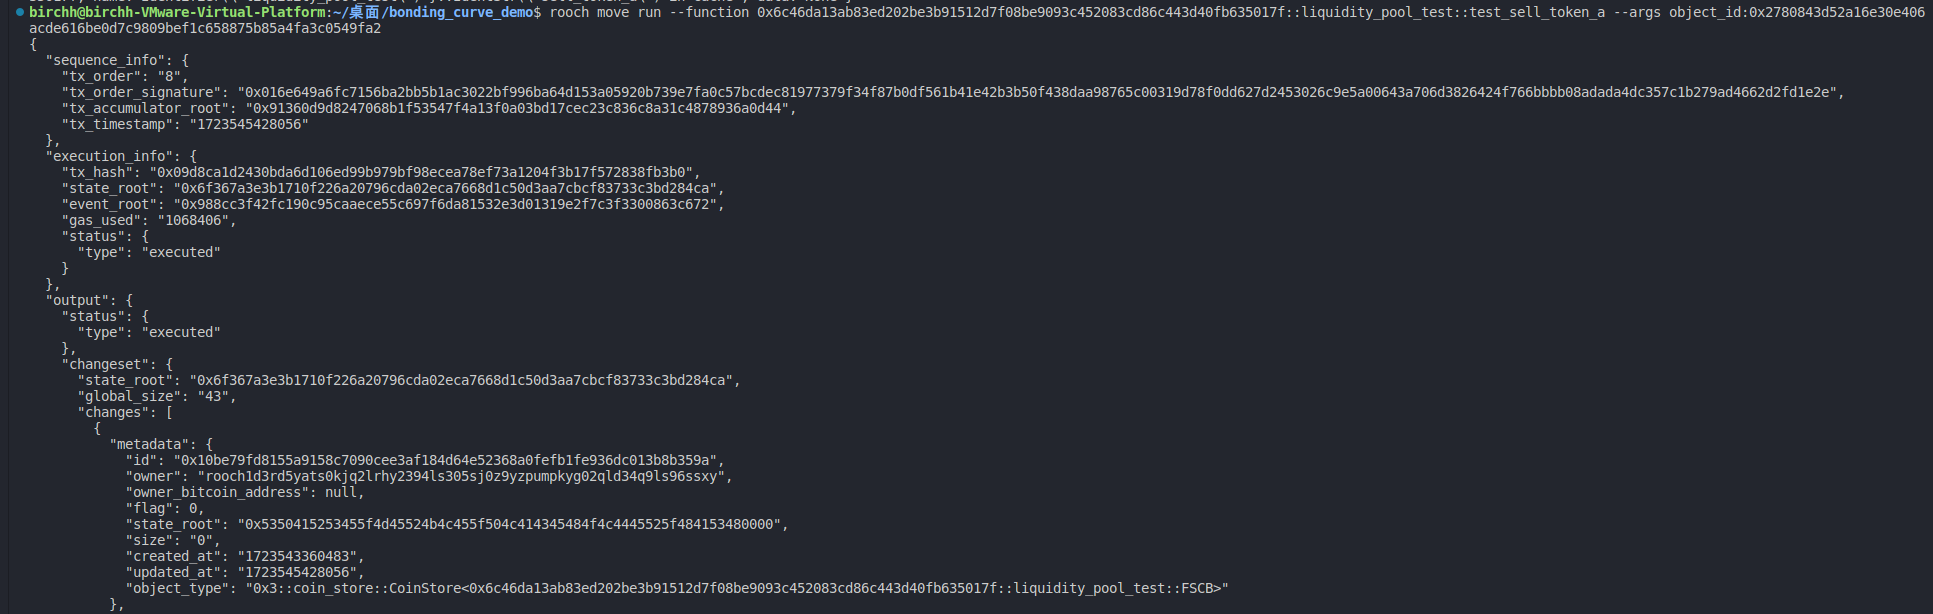 birchh@birchh-VMware-Virtual-Platform:~/桌面/bonding_curve_demo$ rooch move run --function 0x6c46da13ab83ed202be3b91512d7f08be9093c452083cd86c443d40fb635017f::liquidity_pool_test::test_sell_token_a --args object_id:0x2780843d52a16e30e406
acde616be0d7c9809bef1c658875b85a4fa3c0549fa2
{
  "sequence_info": {
    "tx_order": "8",
    "tx_order_signature": "0x016e649a6fc7156ba2bb5b1ac3022bf996ba64d153a05920b739e7fa0c57bcdec81977379f34f87b0df561b41e42b3b50f438daa98765c00319d78f0dd627d2453026c9e5a00643a706d3826424f766bbbb08adada4dc357c1b279ad4662d2fd1e2e",
    "tx_accumulator_root": "0x91360d9d8247068b1f53547f4a13f0a03bd17cec23c836c8a31c4878936a0d44",
    "tx_timestamp": "1723545428056"
  },
  "execution_info": {
    "tx_hash": "0x09d8ca1d2430bda6d106ed99b979bf98ecea78ef73a1204f3b17f572838fb3b0",
    "state_root": "0x6f367a3e3b1710f226a20796cda02eca7668d1c50d3aa7cbcf83733c3bd284ca",
    "event_root": "0x988cc3f42fc190c95caaece55c697f6da81532e3d01319e2f7c3f3300863c672",
    "gas_used": "1068406",
    "status": {
      "type": "executed"
    }
  },
  "output": {
    "status": {
      "type": "executed"
    },
    "changeset": {
      "state_root": "0x6f367a3e3b1710f226a20796cda02eca7668d1c50d3aa7cbcf83733c3bd284ca",
      "global_size": "43",
      "changes": [
        {
          "metadata": {
            "id": "0x10be79fd8155a9158c7090cee3af184d64e52368a0fefb1fe936dc013b8b359a",
            "owner": "rooch1d3rd5yats0kjq2lrhy2394ls305sj0z9yzpumpkyg02qld34q9ls96ssxy",
            "owner_bitcoin_address": null,
            "flag": 0,
            "state_root": "0x5350415253455f4d45524b4c455f504c414345484f4c4445525f484153480000",
            "size": "0",
            "created_at": "1723543360483",
            "updated_at": "1723545428056",
            "object_type": "0x3::coin_store::CoinStore<0x6c46da13ab83ed202be3b91512d7f08be9093c452083cd86c443d40fb635017f::liquidity_pool_test::FSCB>"
          },